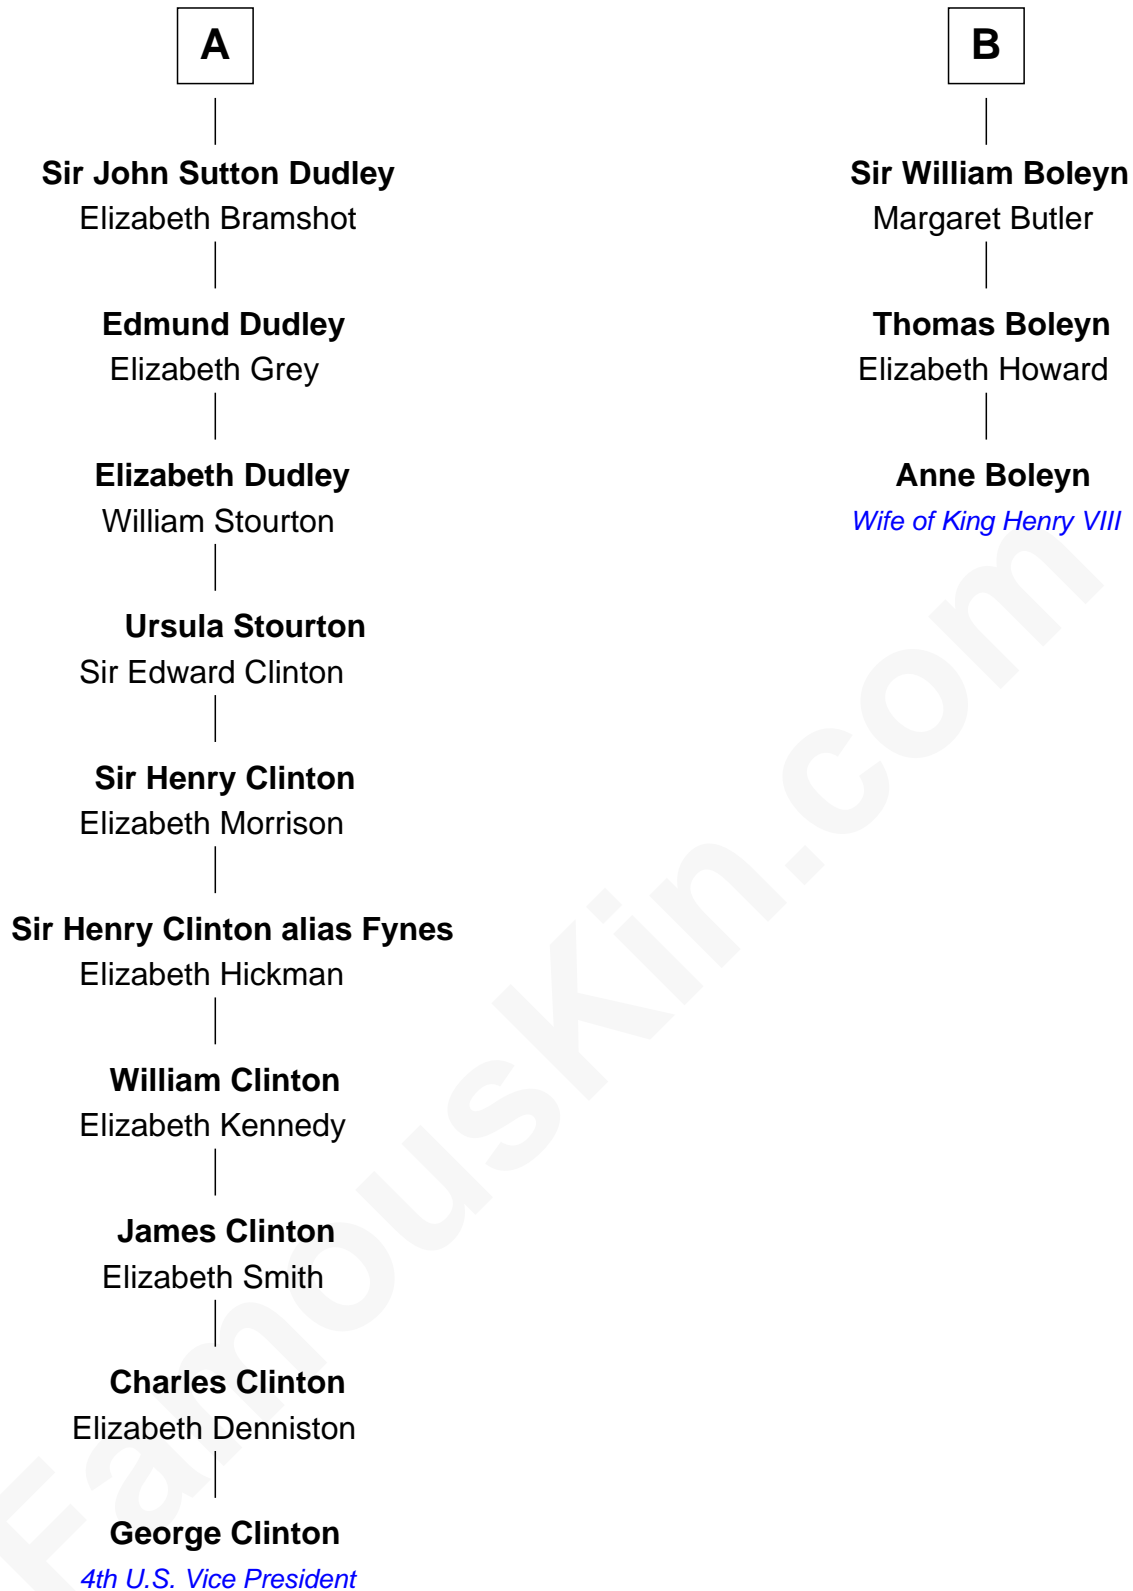 A
Sir John Sutton Dudley
Elizabeth Bramshot
Edmund Dudley
Elizabeth Grey
Elizabeth Dudley
William Stourton
Ursula Stourton
Sir Edward Clinton
Sir Henry Clinton
Elizabeth Morrison
Sir Henry Clinton alias Fynes
Elizabeth Hickman
William Clinton
Elizabeth Kennedy
James Clinton
Elizabeth Smith
Charles Clinton
Elizabeth Denniston
George Clinton
4th U.S. Vice President
B
Sir William Boleyn
Margaret Butler
Thomas Boleyn
Elizabeth Howard
Anne Boleyn
Wife of King Henry VIII
FamousKin.com